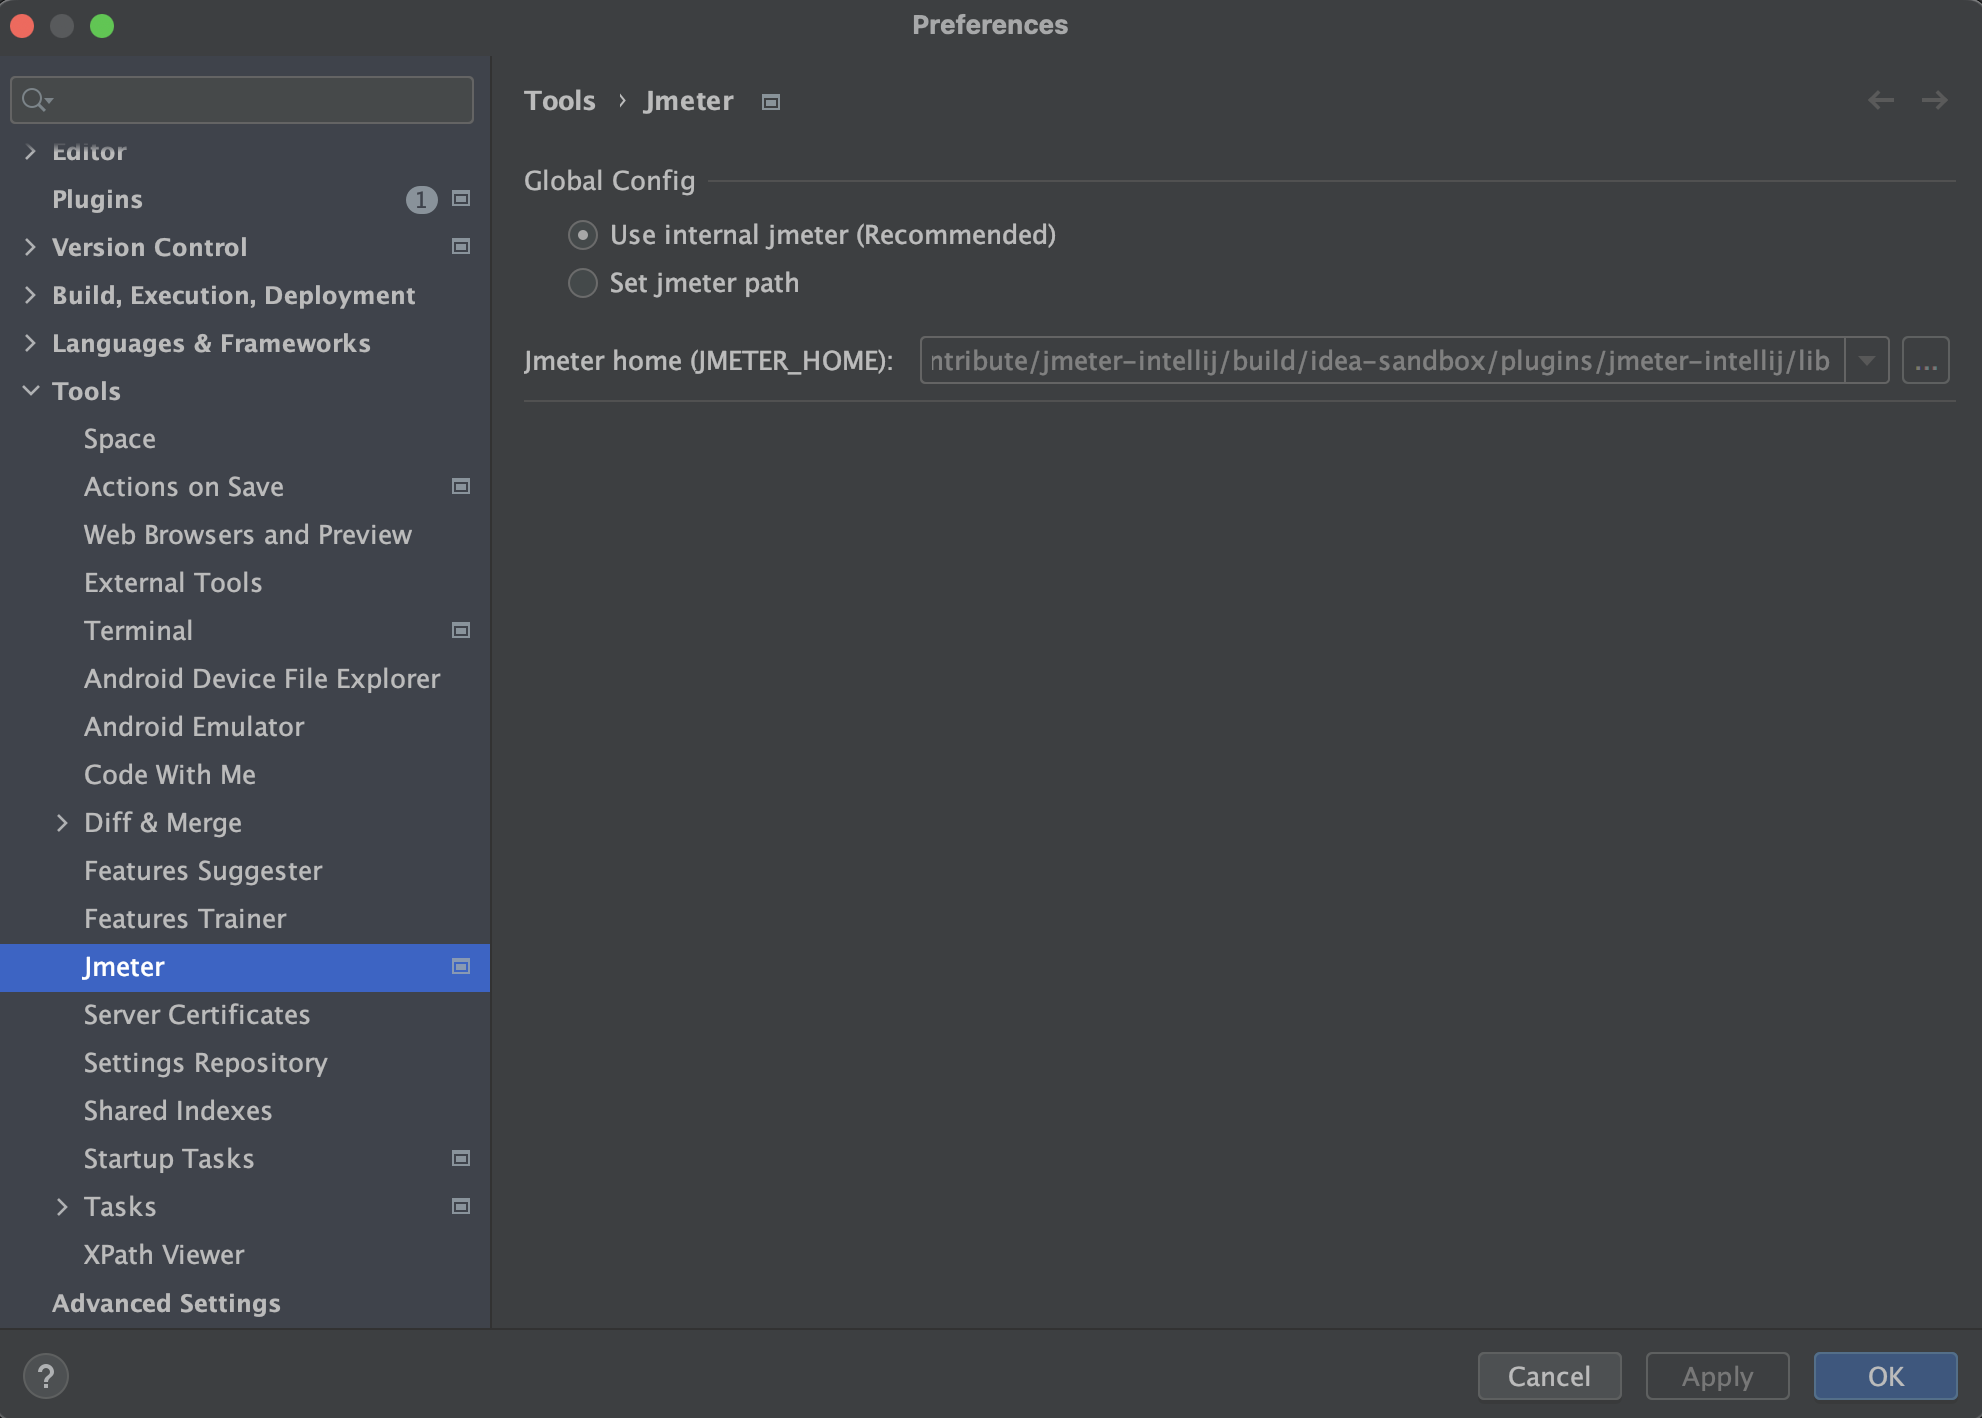 Preferences
Editor
Plugins 1
Version Control
Build, Execution, Deployment
Languages & Frameworks
Tools
Space
Actions on Save
Web Browsers and Preview
External Tools
Terminal
Android Device File Explorer
Android Emulator
Code With Me
Diff & Merge
Features Suggester
Features Trainer
Jmeter
Server Certificates
Settings Repository
Shared Indexes
Startup Tasks
Tasks
XPath Viewer
Advanced Settings
Tools › Jmeter
Global Config
Use internal jmeter (Recommended)
Set jmeter path
Jmeter home (JMETER_HOME): ntribute/jmeter-intellij/build/idea-sandbox/plugins/jmeter-intellij/lib ...
? Cancel Apply OK